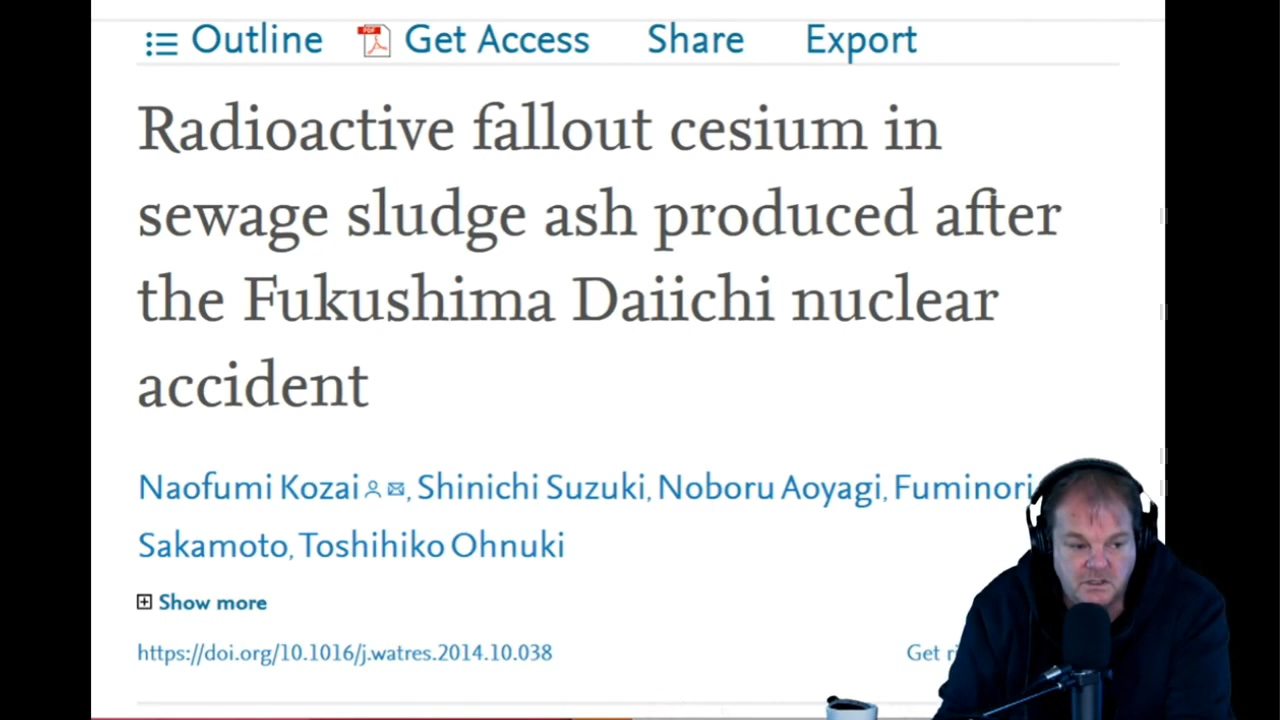 Outline Get Access Share Export
Radioactive fallout cesium in
sewage sludge ash produced after
the Fukushima Daiichi nuclear
accident
Naofumi Kozai, Shinichi Suzuki, Noboru Aoyagi, Fuminori
Sakamoto, Toshihiko Ohnuki
Show more
https://doi.org/10.1016/j.watres.2014.10.038 Get